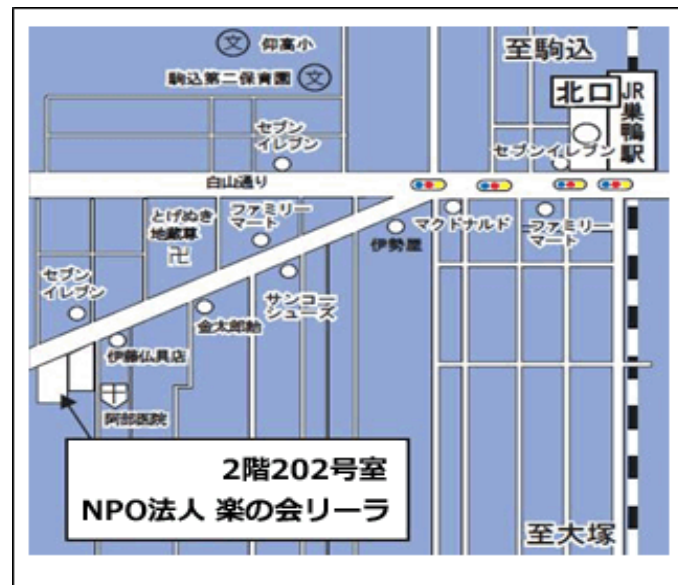 文
仰高小
至駒込
駒込第二保育園
文
北口
JR
巣鴨駅
セブン
イレブン
セブンイレブン
白山通り
とげぬき
地蔵尊
卍
ファミリー
マート
マクドナルド
ファミリー
マート
伊勢屋
セブン
イレブン
サンコー
シューズ
金太郎飴
伊藤仏具店
阿部医院
2階202号室
NPO法人 楽の会リーラ
至大塚